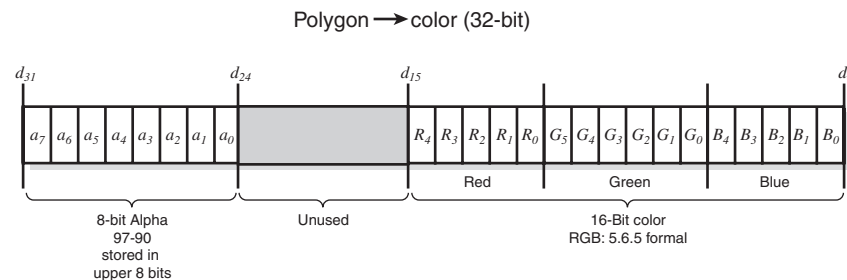 Polygon → color (32-bit)
d31 d24 d15 d
a7 a6 a5 a4 a3 a2 a1 a0 R4 R3 R2 R1 R0 G5 G4 G3 G2 G1 G0 B4 B3 B2 B1 B0
Red Green Blue
8-bit Alpha
97-90
stored in
upper 8 bits
Unused
16-Bit color
RGB: 5.6.5 formal